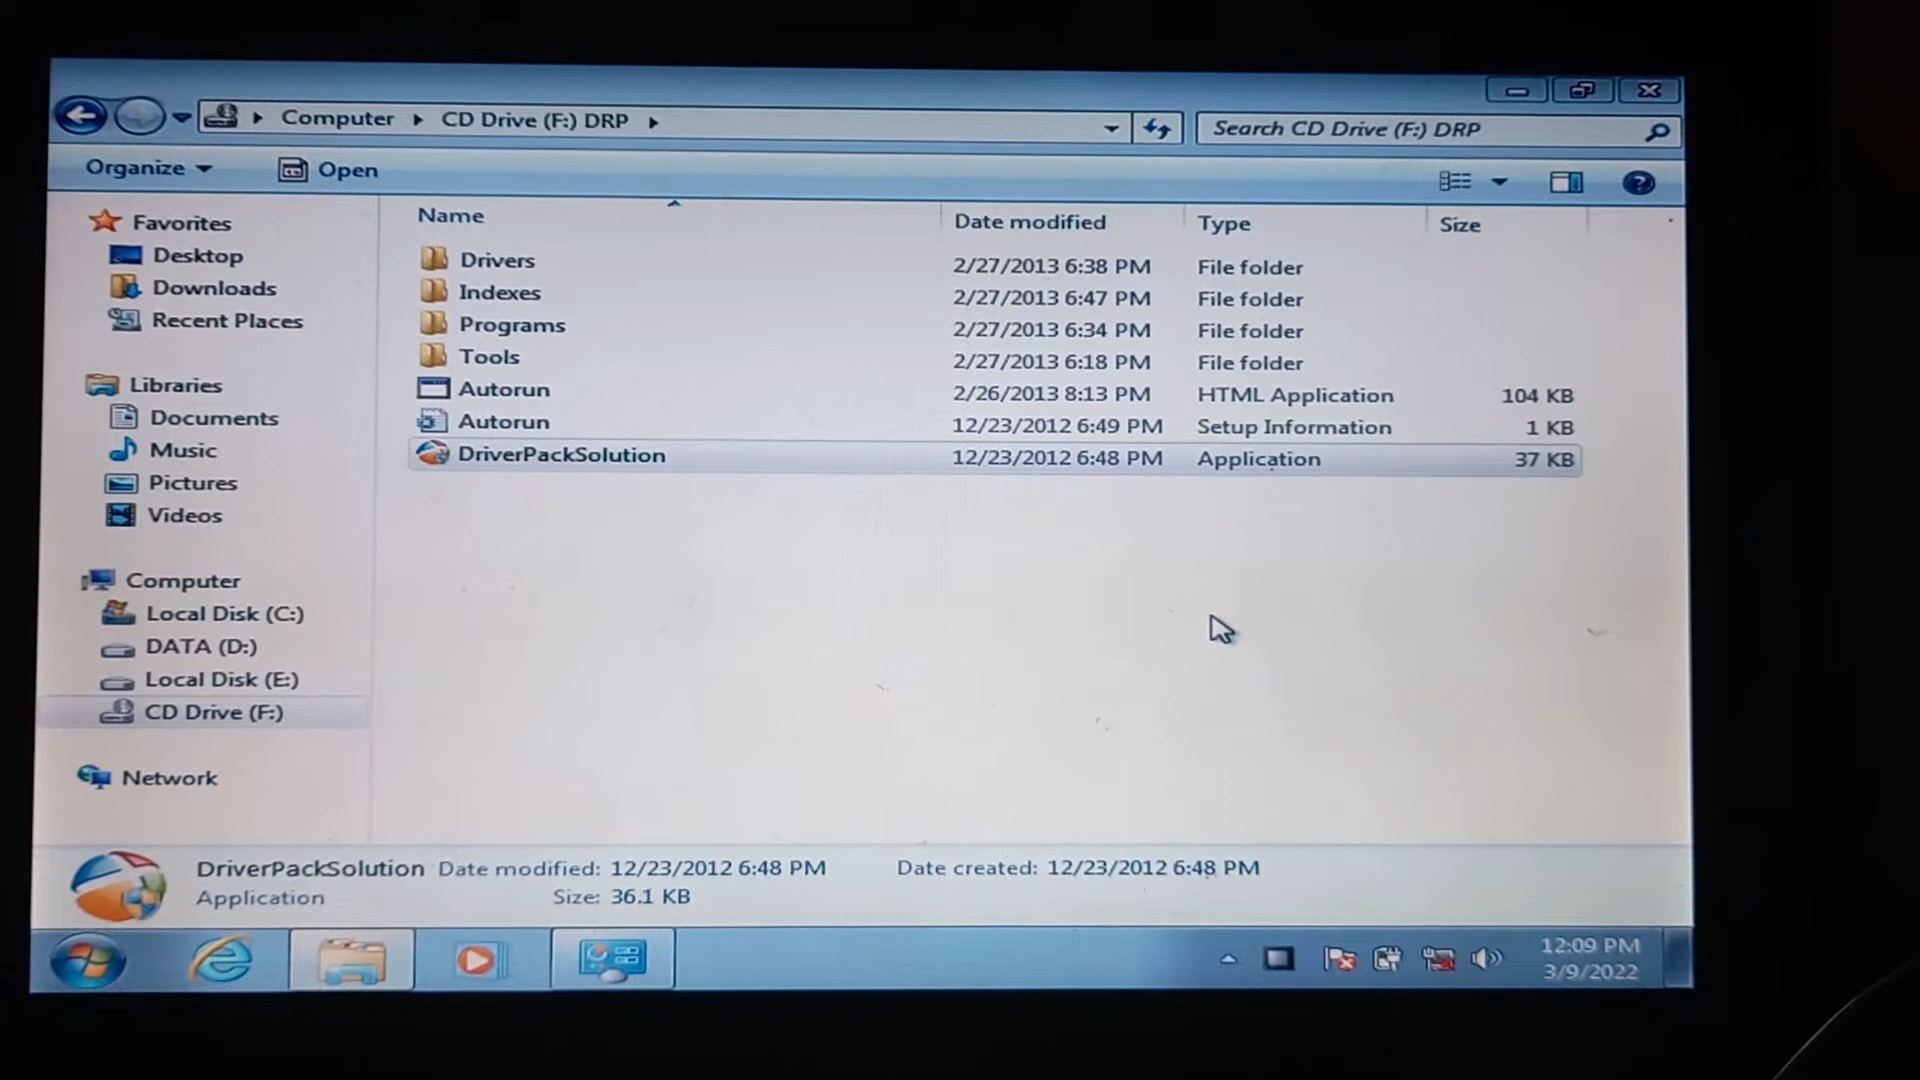 Computer CD Drive (F:) DRP
Search CD Drive (F:) DRP
Organize Open
Name Date modified Type Size
Favorites
Desktop
Downloads
Recent Places
Libraries
Documents
Music
Pictures
Videos
Computer
Local Disk (C:)
DATA (D:)
Local Disk (E:)
CD Drive (F:)
Network
Drivers 2/27/2013 6:38 PM File folder
Indexes 2/27/2013 6:47 PM File folder
Programs 2/27/2013 6:34 PM File folder
Tools 2/27/2013 6:18 PM File folder
Autorun 2/26/2013 8:13 PM HTML Application 104 KB
Autorun 12/23/2012 6:49 PM Setup Information 1 KB
DriverPackSolution 12/23/2012 6:48 PM Application 37 KB
DriverPackSolution Date modified: 12/23/2012 6:48 PM Date created: 12/23/2012 6:48 PM
Application Size: 36.1 KB
12:09 PM
3/9/2022